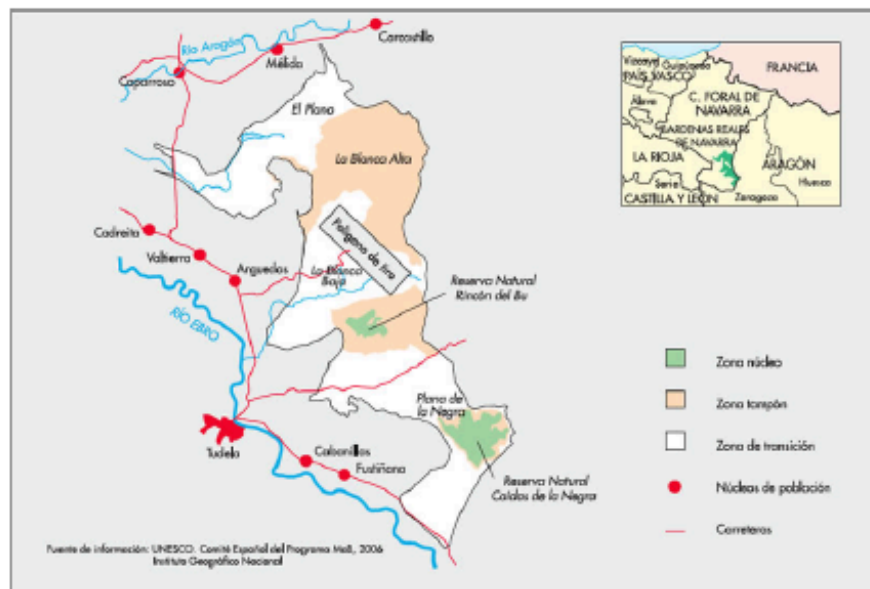 Carcastillo
Río Aragón
Mélida
Caparroso
El Plano
La Blanca Alta
Cadreita
Valtierra
Arguedas
Polígono de tiro
La Blanca
Baja
Reserva Natural
Rincón del Bu
RÍO EBRO
Plana de
la Negra
Tudela
Cabanillas
Fustiñana
Reserva Natural
Caídas de la Negra
Fuente de información: UNESCO. Comité Español del Programa MaB, 2006
Instituto Geográfico Nacional
Vizcaya
Guipúzcoa
FRANCIA
PAÍS VASCO
Álava
C. FORAL DE
NAVARRA
BARDENAS REALES
DE NAVARRA
LA RIOJA
ARAGÓN
Huesca
Soria
Zaragoza
CASTILLA Y LEÓN
Zona núcleo
Zona tampón
Zona de transición
Núcleos de población
Carreteras